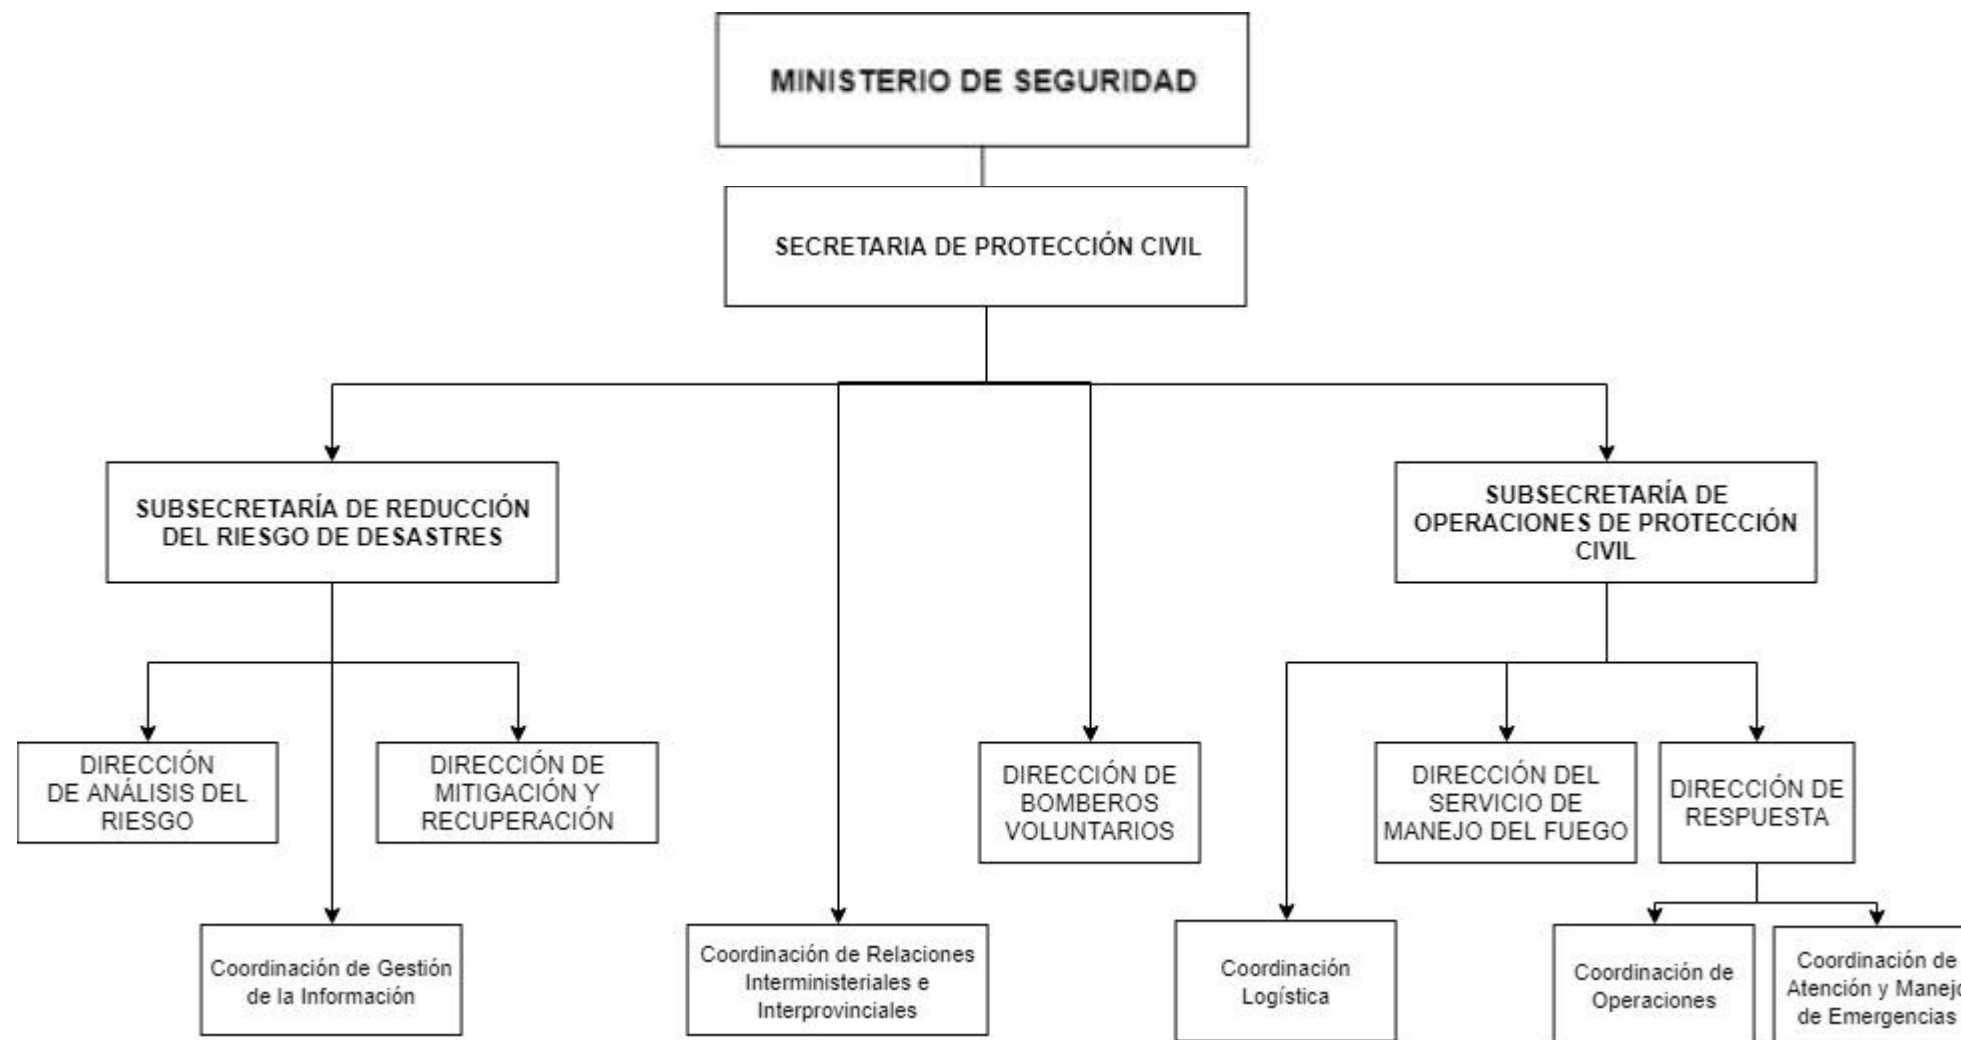 MINISTERIO DE SEGURIDAD
SECRETARIA DE PROTECCIÓN CIVIL
SUBSECRETARÍA DE REDUCCIÓN
DEL RIESGO DE DESASTRES
SUBSECRETARÍA DE
OPERACIONES DE PROTECCIÓN
CIVIL
DIRECCIÓN
DE ANÁLISIS DEL
RIESGO
DIRECCIÓN DE
MITIGACIÓN Y
RECUPERACIÓN
DIRECCIÓN DE
BOMBEROS
VOLUNTARIOS
DIRECCIÓN DEL
SERVICIO DE
MANEJO DEL FUEGO
DIRECCIÓN DE
RESPUESTA
Coordinación de Gestión
de la Información
Coordinación de Relaciones
Interministeriales e
Interprovinciales
Coordinación
Logística
Coordinación de
Operaciones
Coordinación de
Atención y Manejo
de Emergencias